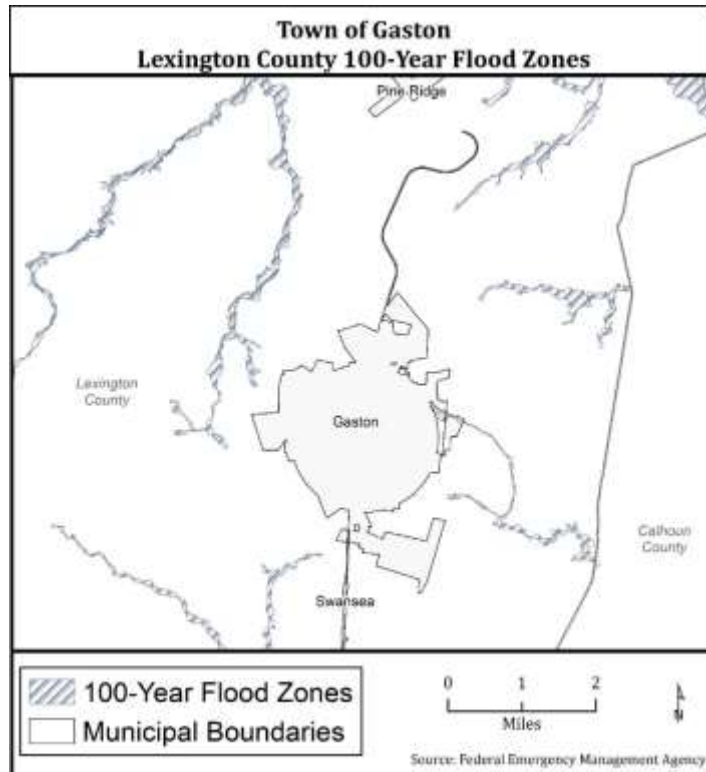 Town of Gaston
Lexington County 100-Year Flood Zones
Pine Ridge
Lexington
County
Gaston
Calhoun
County
Swansea
100-Year Flood Zones
Municipal Boundaries
0 1 2
Miles
N
Source: Federal Emergency Management Agency